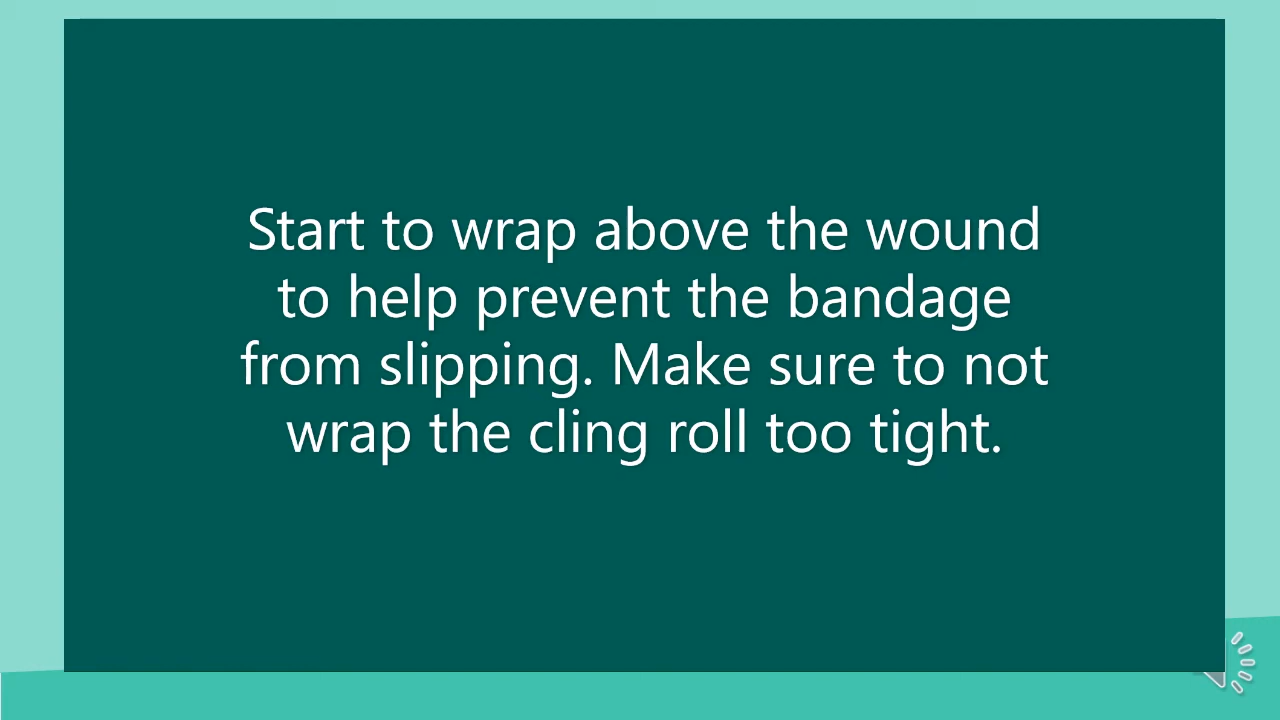 Start to wrap above the wound
to help prevent the bandage
from slipping. Make sure to not
wrap the cling roll too tight.